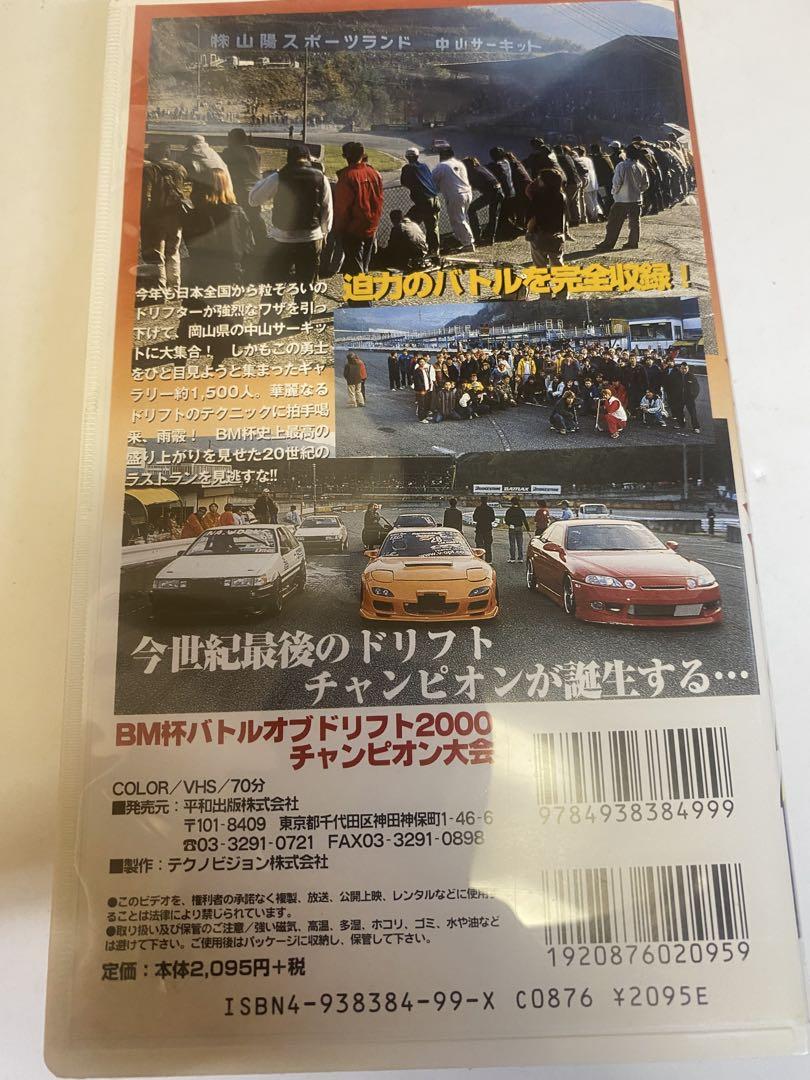 ㈱山陽スポーツランド 中山サーキット
迫力のバトルを完全収録!
今年も日本全国から粒ぞろいの
ドリフターが強烈なワザを引っ
下げて、岡山県の中山サーキッ
トに大集合! しかもこの勇士
をひと目見ようと集まったギャ
ラリー約1,500人。華麗なる
ドリフトのテクニックに拍手喝
采、雨霰! BM杯史上最高の
盛り上がりを見せた20世紀の
ラストランを見逃すな!!
今世紀最後のドリフト
チャンピオンが誕生する…
BM杯バトルオブドリフト2000
チャンピオン大会
COLOR/VHS/70分
■発売元:平和出版株式会社
〒101-8409 東京都千代田区神田神保町1-46-6
☎03-3291-0721 FAX03-3291-0898
■製作:テクノビジョン株式会社
●このビデオを、権利者の承諾なく複製、放送、公開上映、レンタルなどに使用す
ることは法律により禁じられています。
●取り扱い及び保管のご注意/強い磁気、高温、多湿、ホコリ、ゴミ、水や油など
は避けて下さい。ご使用後はパッケージに収納し、保管して下さい。
定価:本体2,095円+税
9784938384999
1920876020959
ISBN4-938384-99-X C0876 ¥2095E